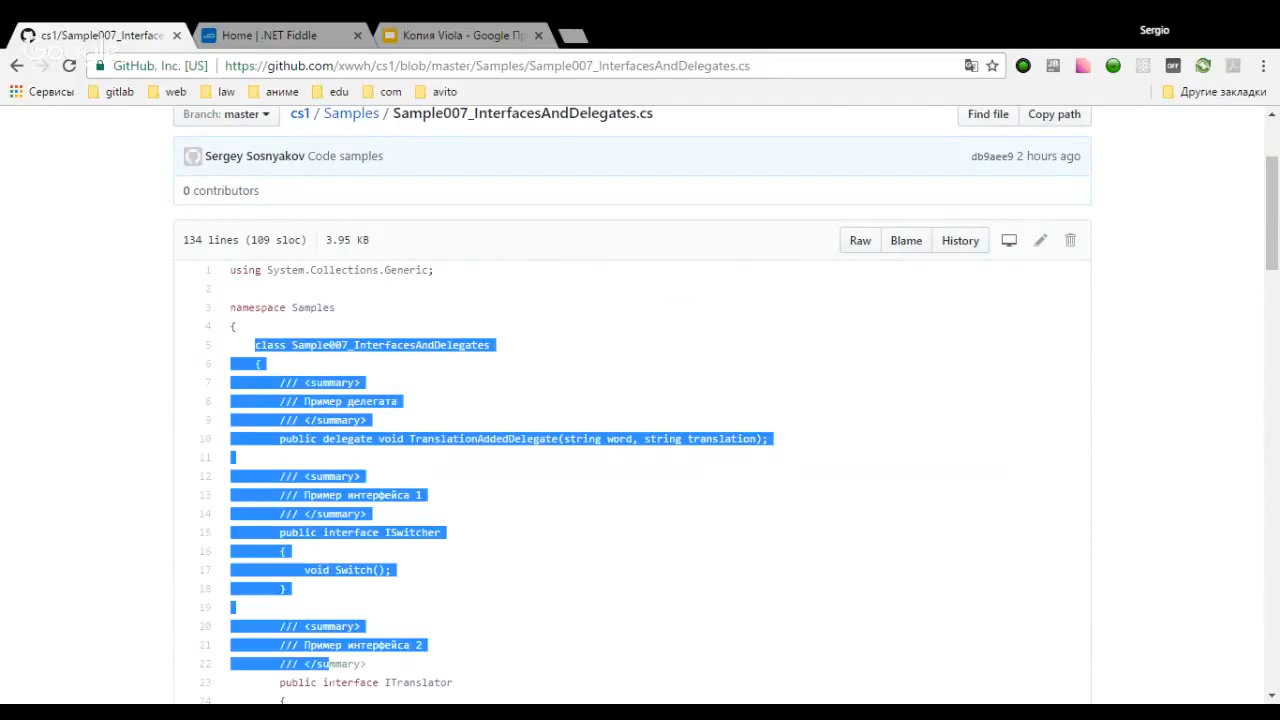 Sergio
cs1/Sample007_Interface
Home | .NET Fiddle
Копия Viola - Google Пр
Google
GitHub, Inc. [US]
https://github.com/xwwh/cs1/blob/master/Samples/Sample007_InterfacesAndDelegates.cs
Сервисы gitlab web law аниме edu com avito Другие закладки
Branch: master cs1 / Samples / Sample007_InterfacesAndDelegates.cs Find file Copy path
Sergey Sosnyakov Code samples db9aee9 2 hours ago
0 contributors
134 lines (109 sloc) 3.95 KB Raw Blame History
1 using System.Collections.Generic;
2
3 namespace Samples
4 {
5 class Sample007_InterfacesAndDelegates
6 {
7 /// <summary>
8 /// Пример делегата
9 /// </summary>
10 public delegate void TranslationAddedDelegate(string word, string translation);
11
12 /// <summary>
13 /// Пример интерфейса 1
14 /// </summary>
15 public interface ISwitcher
16 {
17 void Switch();
18 }
19
20 /// <summary>
21 /// Пример интерфейса 2
22 /// </summary>
23 public interface ITranslator
24 {